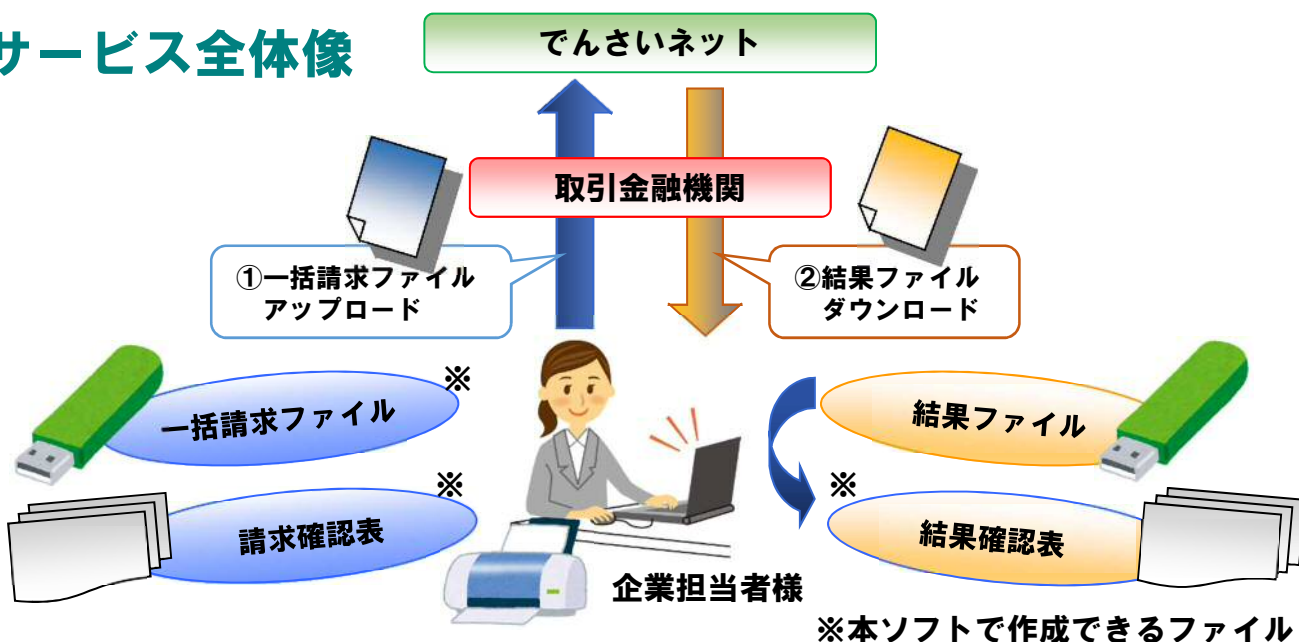 サービス全体像
でんさいネット
取引金融機関
①一括請求ファイル
アップロード
②結果ファイル
ダウンロード
※
一括請求ファイル
結果ファイル
※
請求確認表
※
結果確認表
企業担当者様
※本ソフトで作成できるファイル